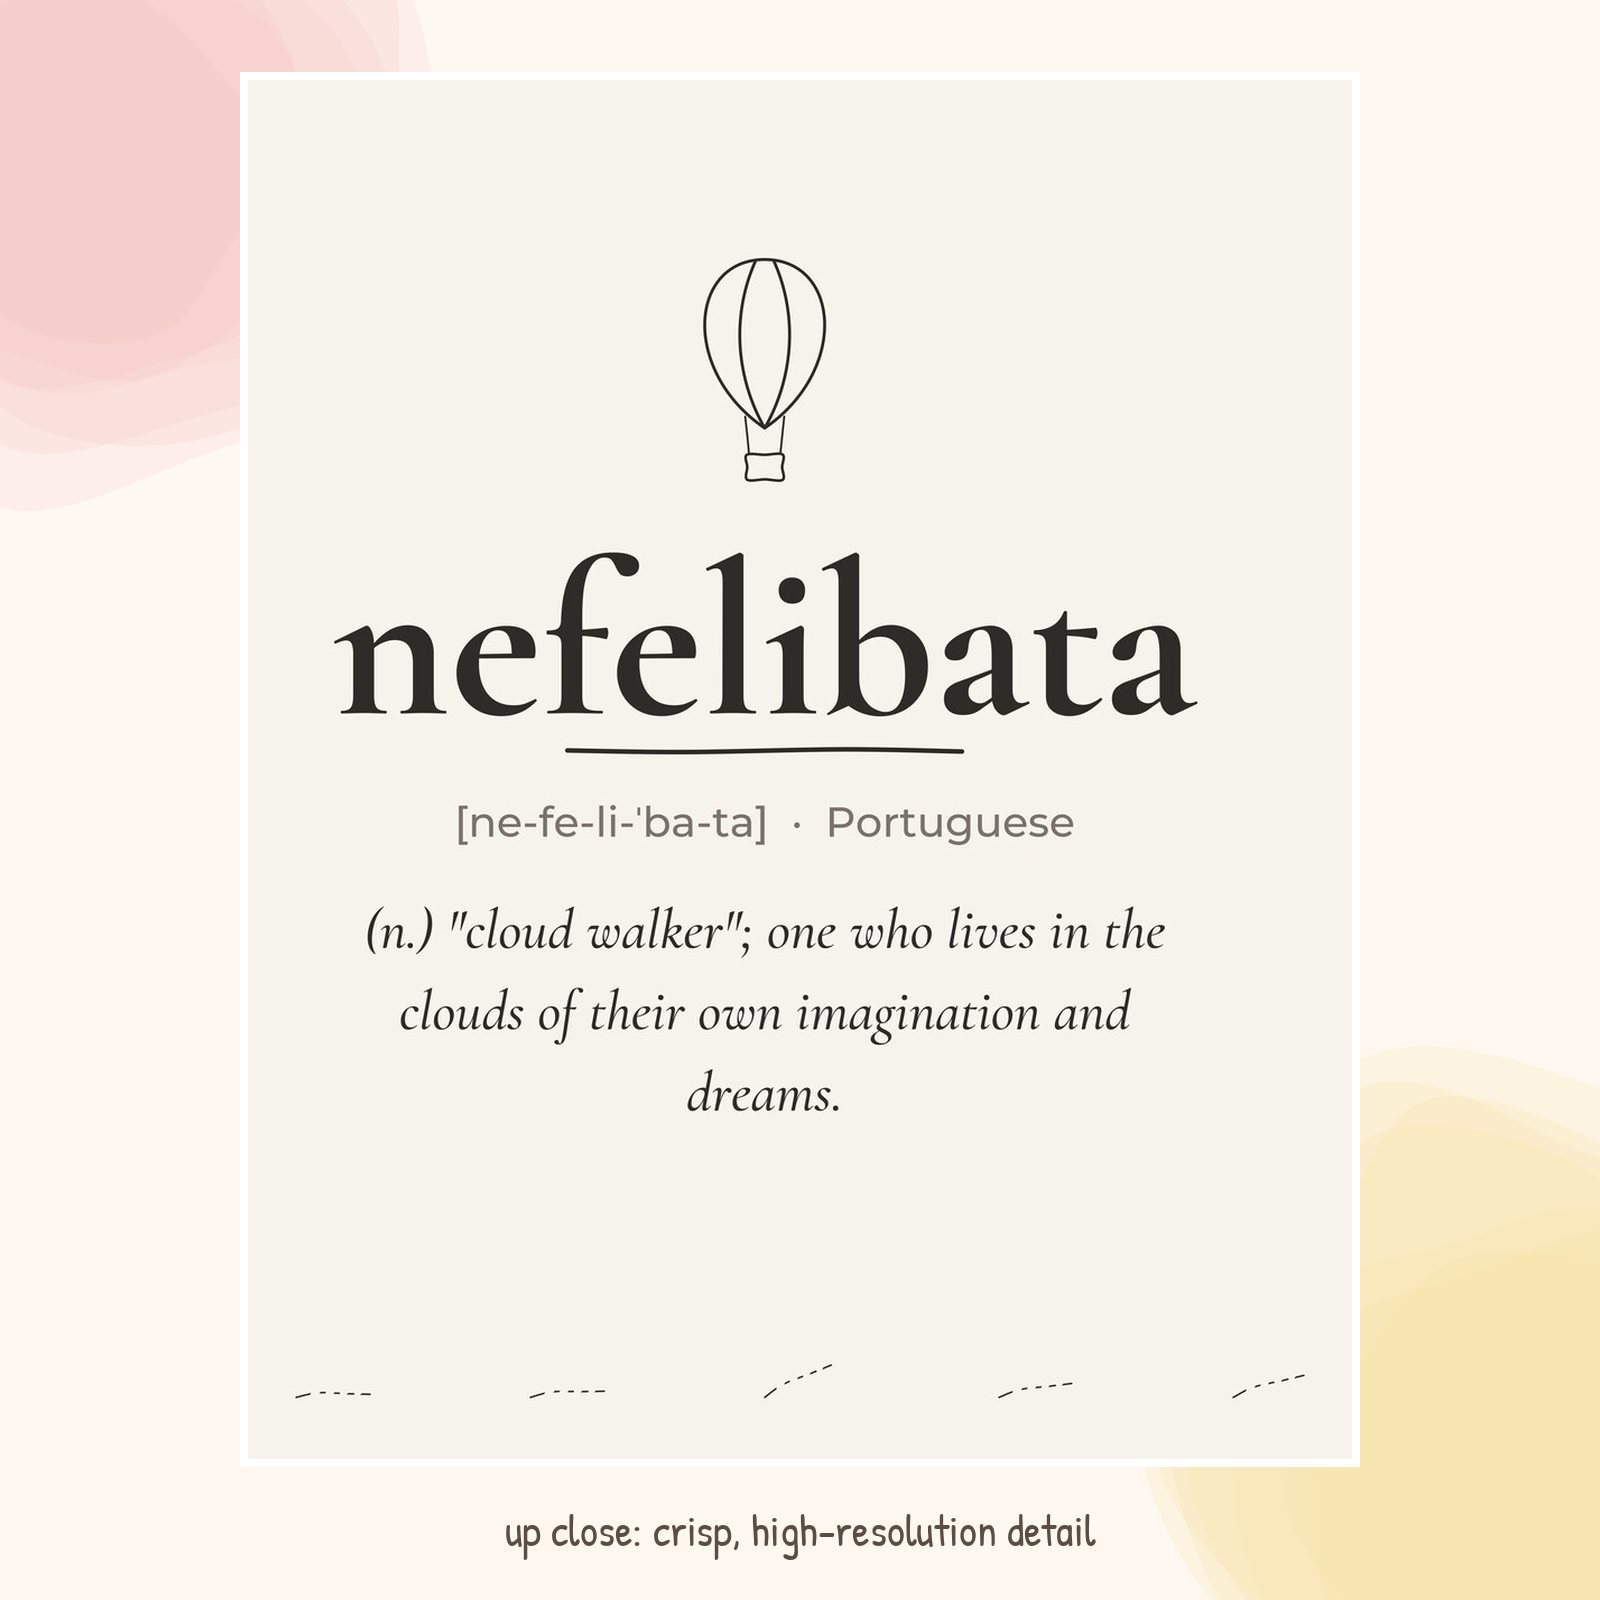 nefelibata
[ne-fe-li-'ba-ta] · Portuguese
(n.) "cloud walker"; one who lives in the
clouds of their own imagination and
dreams.
up close: crisp, high-resolution detail